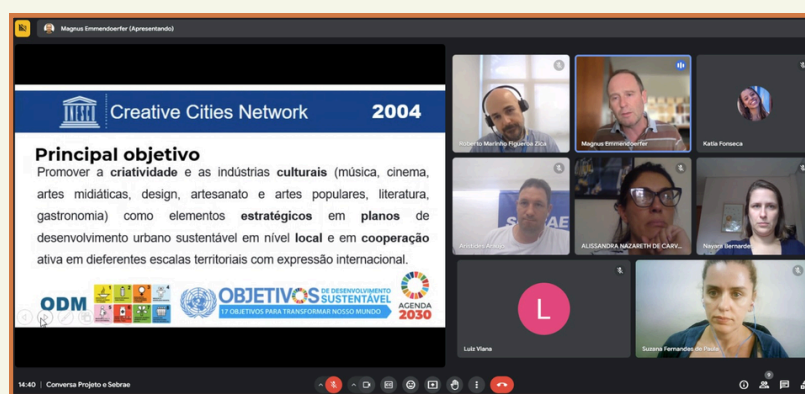 Magnus Emmendoerfer (Apresentando)
Creative Cities Network 2004
Principal objetivo
Promover a criatividade e as indústrias culturais (música, cinema,
artes midiáticas, design, artesanato e artes populares, literatura,
gastronomia) como elementos estratégicos em planos de
desenvolvimento urbano sustentável em nível local e em cooperação
ativa em dieferentes escalas territoriais com expressão internacional.
ODM
OBJETIVOS DE DESENVOLVIMENTO SUSTENTÁVEL
17 OBJETIVOS PARA TRANSFORMAR NOSSO MUNDO
AGENDA
2030
Roberto Marinho Figueroa Zica
Magnus Emmendoerfer
Katia Fonseca
ALISSANDRA NAZARETH DE CARV...
Nayara Bernardes
L
Luiz Viana
Suzana Fernandes de Paula
14:40 | Conversa Projeto e Sebrae
9